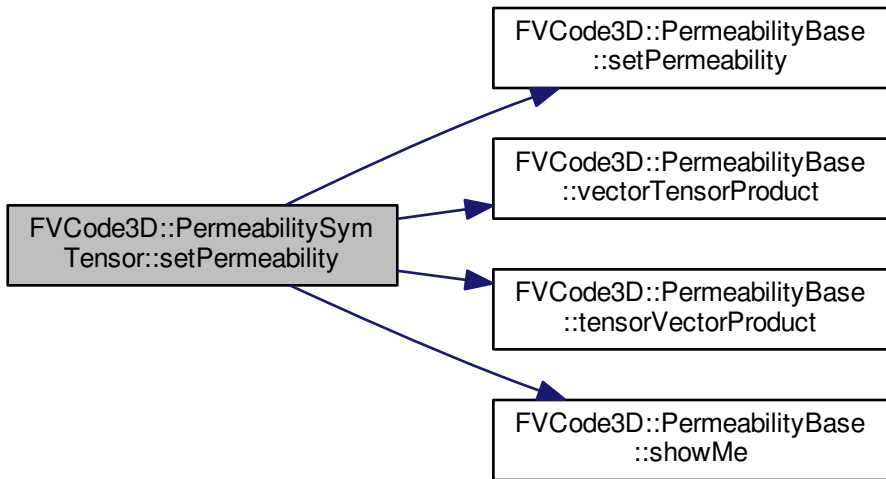 FVCode3D::PermeabilityBase
::setPermeability
FVCode3D::PermeabilityBase
::vectorTensorProduct
FVCode3D::PermeabilitySym
Tensor::setPermeability
FVCode3D::PermeabilityBase
::tensorVectorProduct
FVCode3D::PermeabilityBase
::showMe